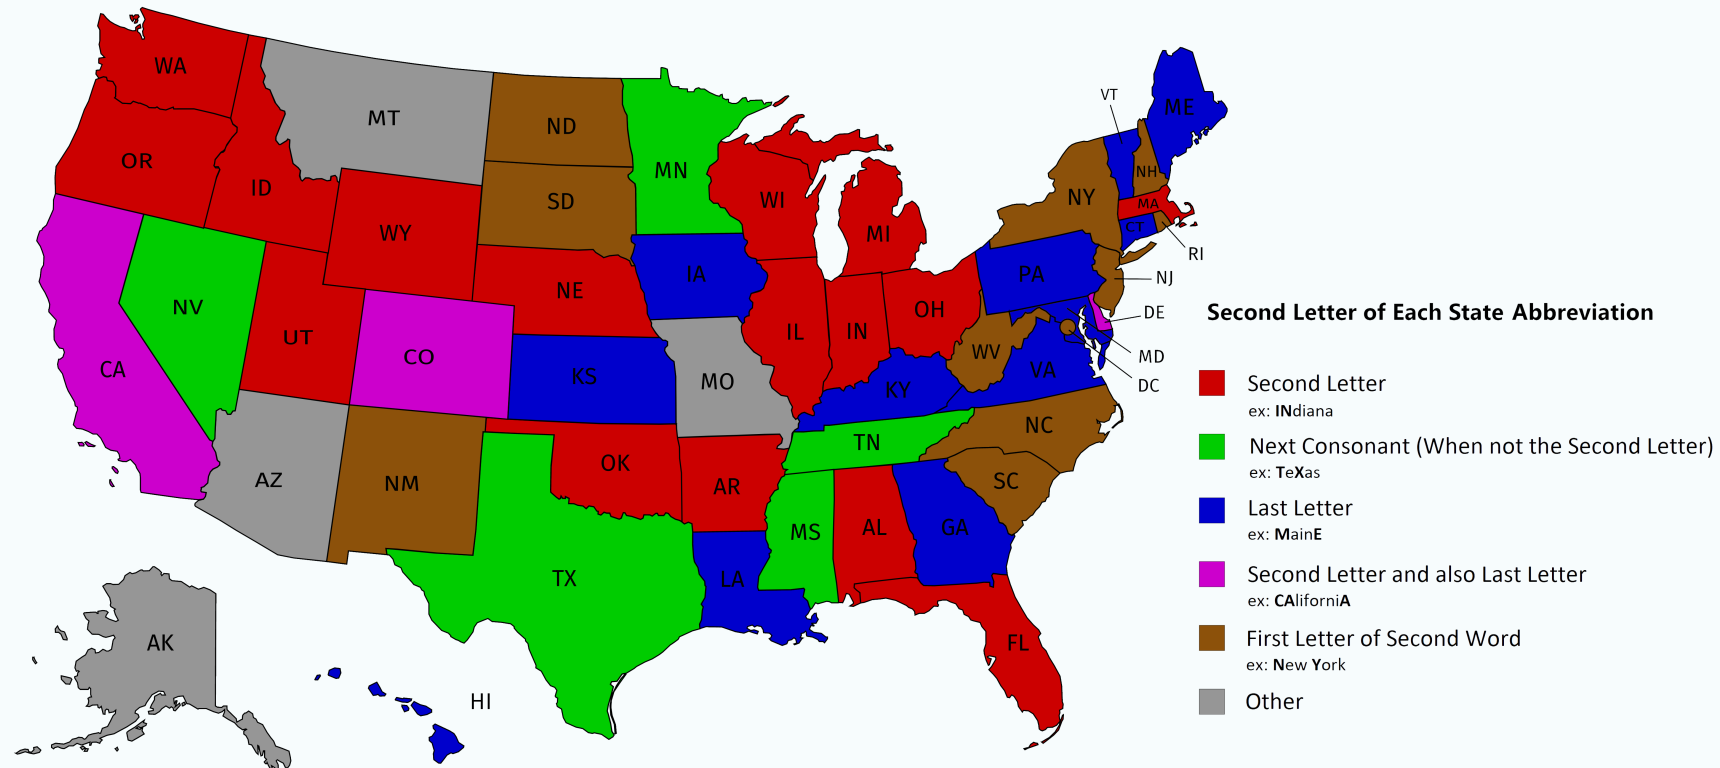 WA
MT
ND
MN
OR
ID
SD
WI
MI
WY
NE
IA
NV
UT
CO
CA
KS
MO
IL
IN
OH
PA
NY
VT
ME
NH
MA
CT
RI
NJ
DE
MD
DC
WV
VA
KY
TN
NC
SC
AZ
NM
OK
AR
TX
LA
MS
AL
GA
FL
AK
HI
Second Letter of Each State Abbreviation
Second Letter
ex: INdiana
Next Consonant (When not the Second Letter)
ex: TeXas
Last Letter
ex: MainE
Second Letter and also Last Letter
ex: CAliforniA
First Letter of Second Word
ex: New York
Other